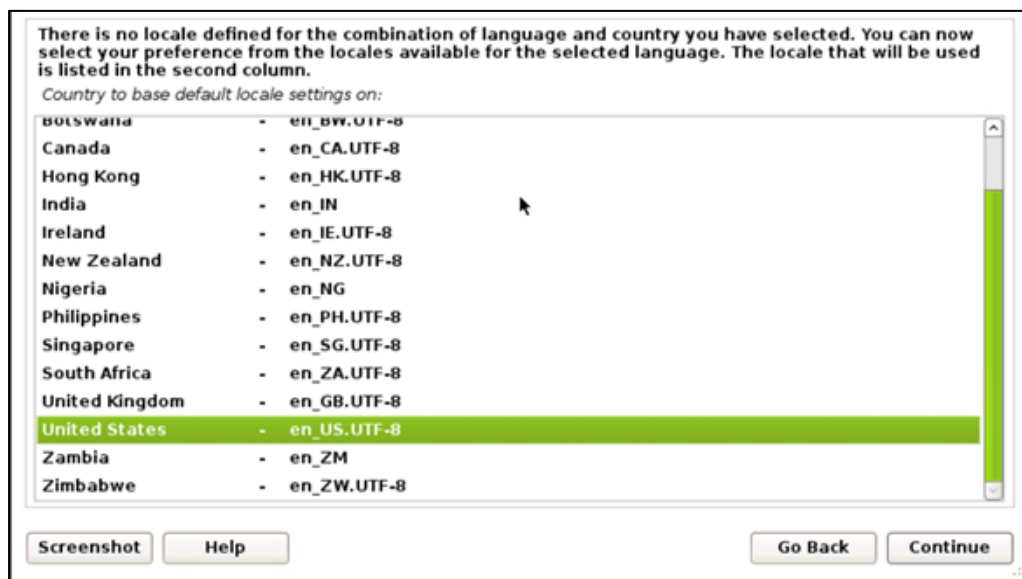 There is no locale defined for the combination of language and country you have selected. You can now
select your preference from the locales available for the selected language. The locale that will be used
is listed in the second column.
Country to base default locale settings on:
Botswana - en_BW.UTF-8
Canada - en_CA.UTF-8
Hong Kong - en_HK.UTF-8
India - en_IN
Ireland - en_IE.UTF-8
New Zealand - en_NZ.UTF-8
Nigeria - en_NG
Philippines - en_PH.UTF-8
Singapore - en_SG.UTF-8
South Africa - en_ZA.UTF-8
United Kingdom - en_GB.UTF-8
United States - en_US.UTF-8
Zambia - en_ZM
Zimbabwe - en_ZW.UTF-8
Screenshot Help Go Back Continue